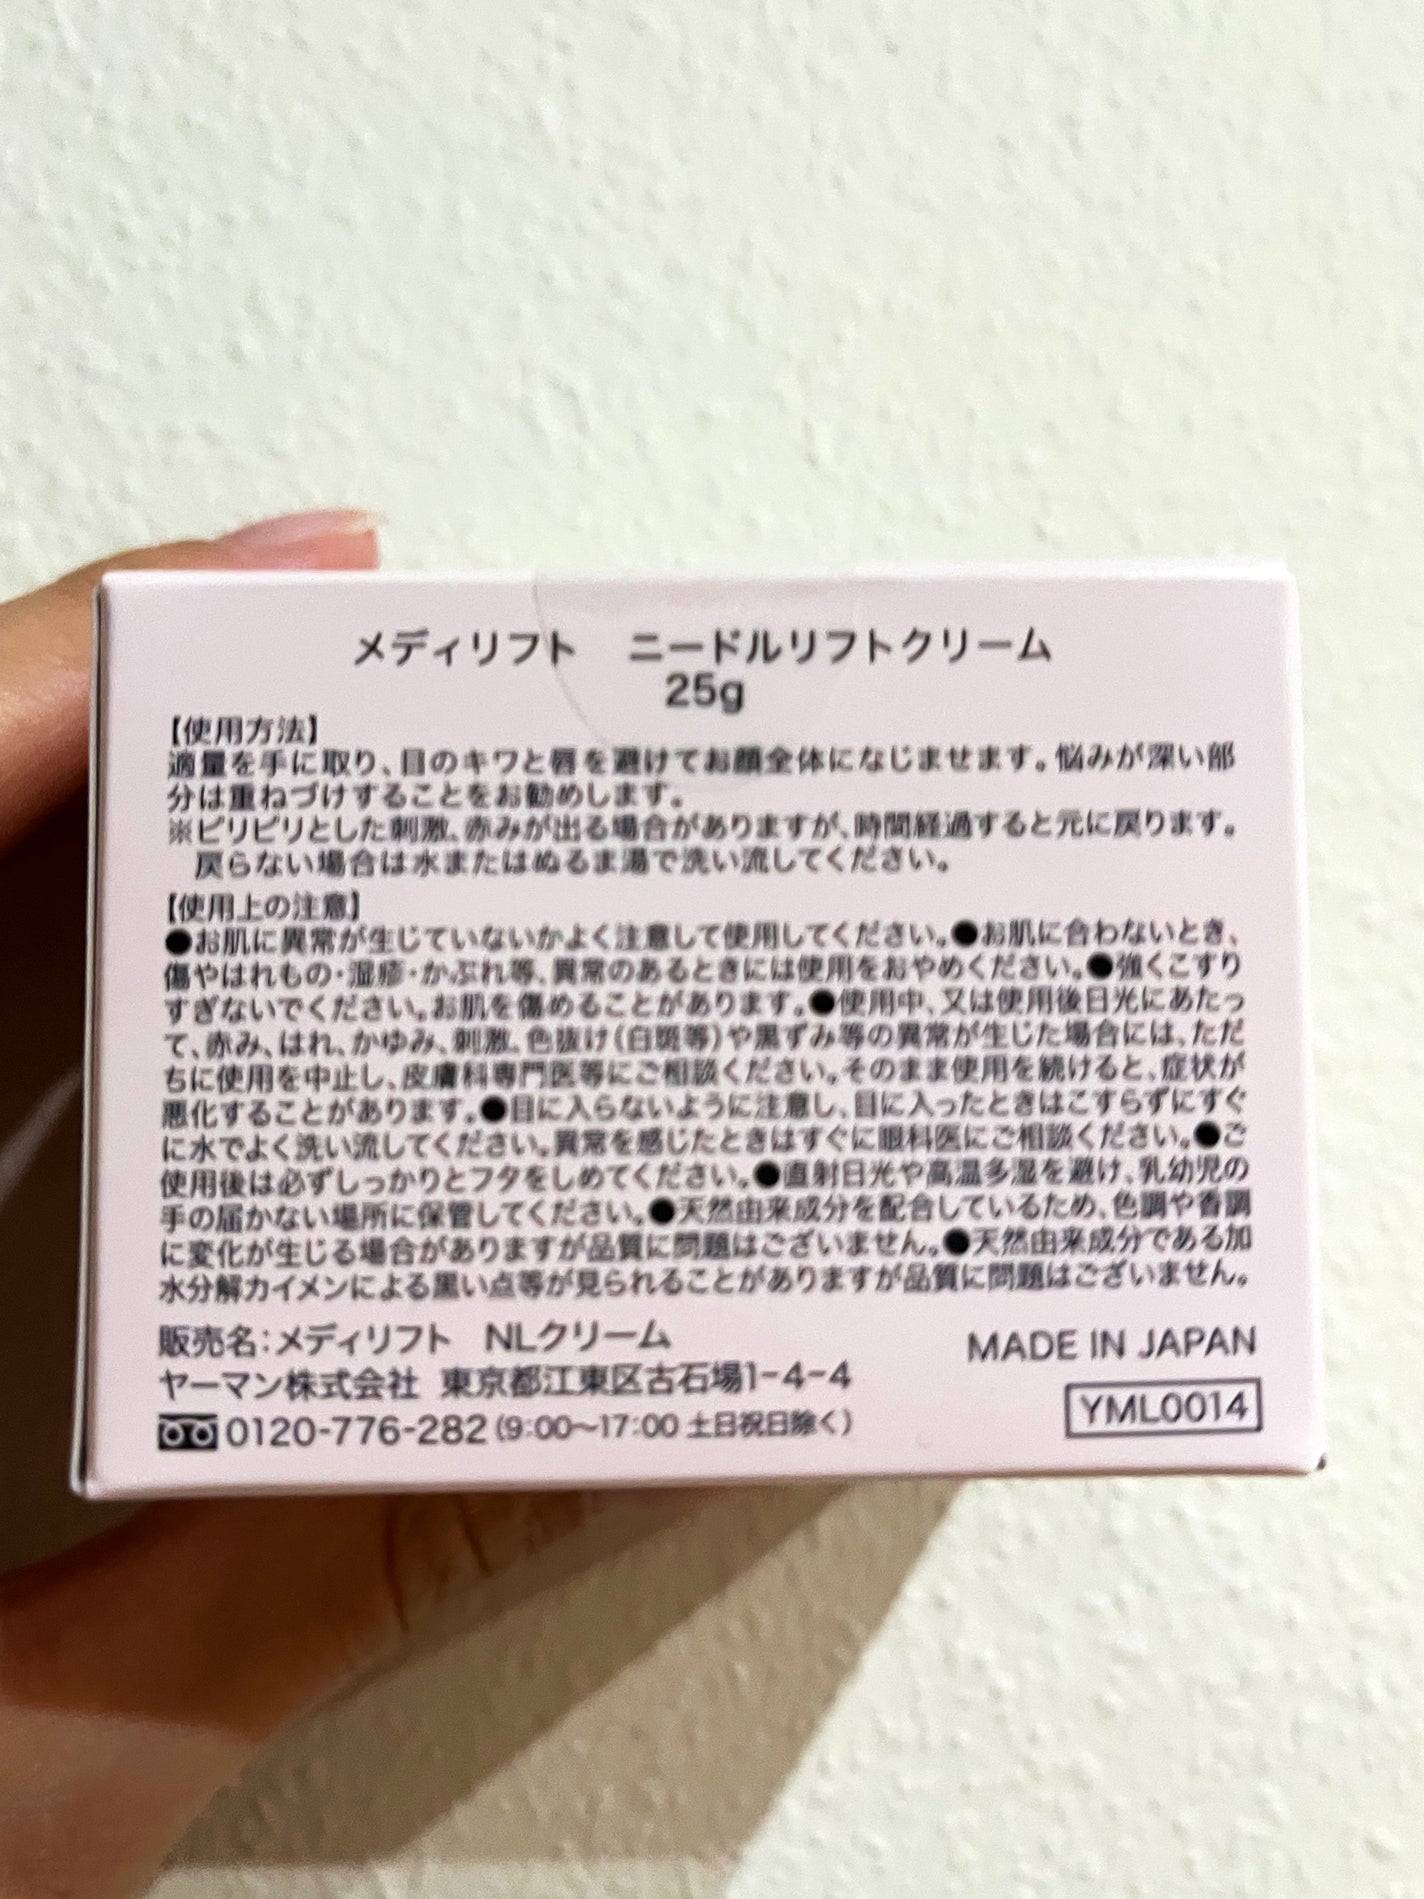 メディリフト　ニードルリフトクリーム
25g
【使用方法】
適量を手に取り、目のキワと唇を避けてお顔全体になじませます。悩みが深い部
分は重ねづけすることをお勧めします。
※ピリピリとした刺激、赤みが出る場合がありますが、時間経過すると元に戻ります。
戻らない場合は水またはぬるま湯で洗い流してください。
【使用上の注意】
●お肌に異常が生じていないかよく注意して使用してください。●お肌に合わないとき、
傷やはれもの・湿疹・かぶれ等、異常のあるときには使用をおやめください。●強くこすり
すぎないでください。お肌を傷めることがあります。●使用中、又は使用後日光にあたっ
て、赤み、はれ、かゆみ、刺激、色抜け(白斑等)や黒ずみ等の異常が生じた場合には、ただ
ちに使用を中止し、皮膚科専門医等にご相談ください。そのまま使用を続けると、症状が
悪化することがあります。●目に入らないように注意し、目に入ったときはこすらずにすぐ
に水でよく洗い流してください。異常を感じたときはすぐに眼科医にご相談ください。●ご
使用後は必ずしっかりとフタをしめてください。●直射日光や高温多湿を避け、乳幼児の
手の届かない場所に保管してください。●天然由来成分を配合しているため、色調や香調
に変化が生じる場合がありますが品質に問題はございません。●天然由来成分である加
水分解カイメンによる黒い点等が見られることがありますが品質に問題はございません。
販売名:メディリフト　NLクリーム
MADE IN JAPAN
ヤーマン株式会社 東京都江東区古石場1-4-4
0120-776-282(9:00〜17:00 土日祝日除く)
YML0014